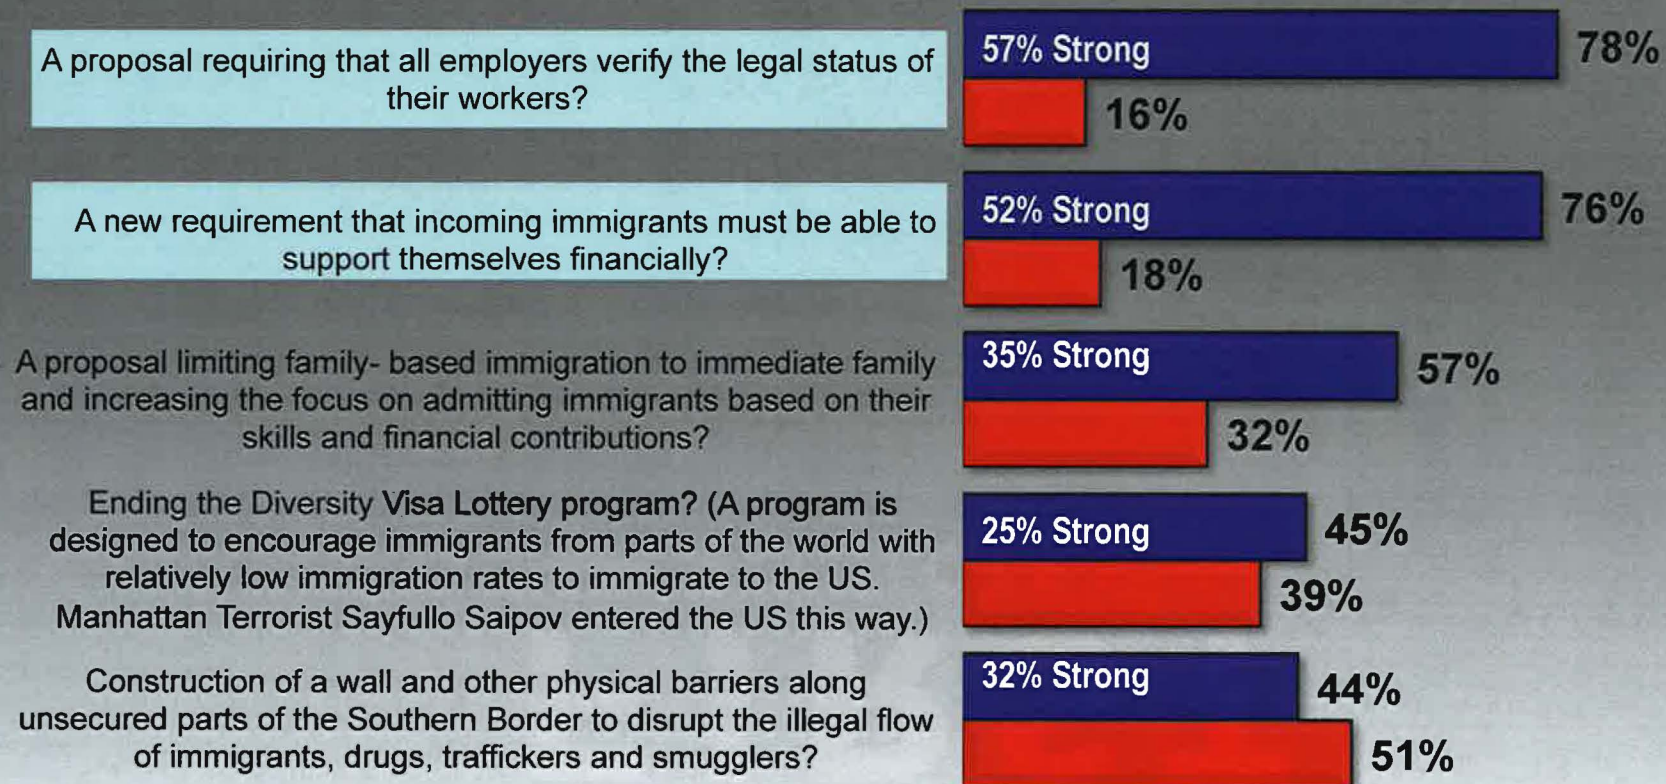 A proposal requiring that all employers verify the legal status of
their workers?
57% Strong
78%
16%
A new requirement that incoming immigrants must be able to
support themselves financially?
52% Strong
76%
18%
A proposal limiting family- based immigration to immediate family
and increasing the focus on admitting immigrants based on their
skills and financial contributions?
35% Strong
57%
32%
Ending the Diversity Visa Lottery program? (A program is
designed to encourage immigrants from parts of the world with
relatively low immigration rates to immigrate to the US.
Manhattan Terrorist Sayfullo Saipov entered the US this way.)
25% Strong
45%
39%
Construction of a wall and other physical barriers along
unsecured parts of the Southern Border to disrupt the illegal flow
of immigrants, drugs, traffickers and smugglers?
32% Strong
44%
51%